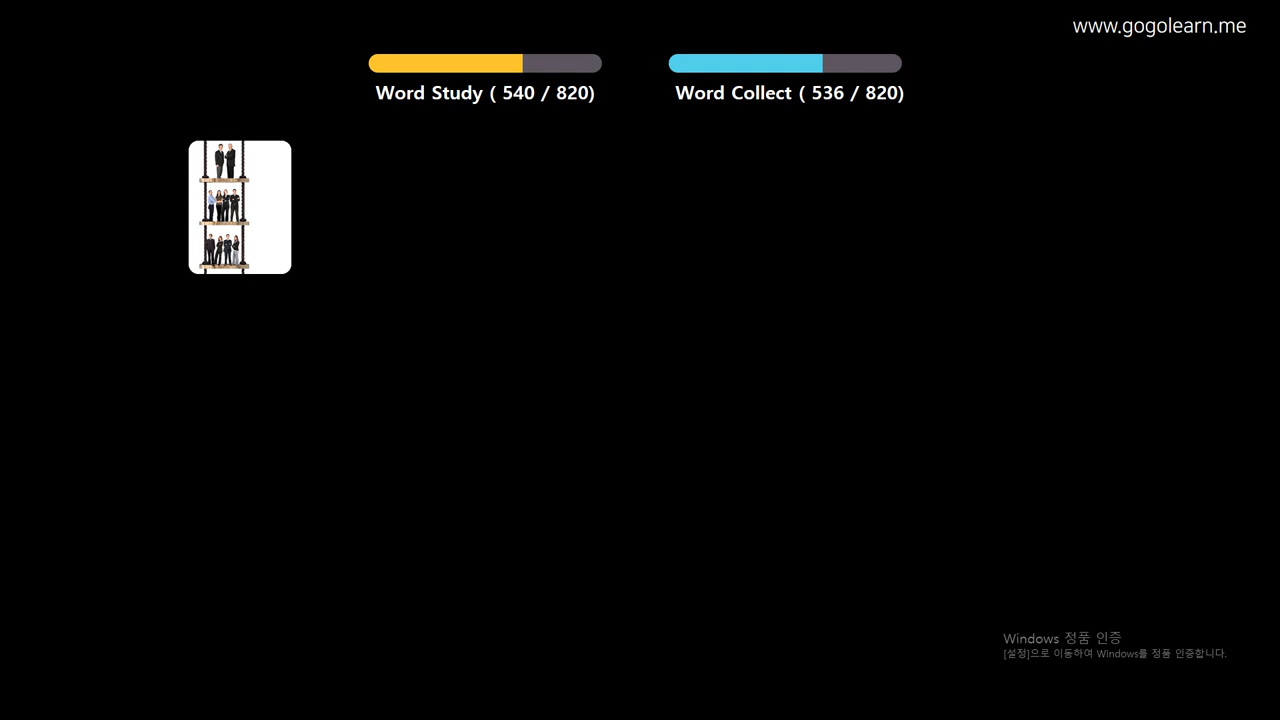 www.gogolearn.me
Word Study ( 540 / 820)
Word Collect ( 536 / 820)
Windows 정품 인증
[설정]으로 이동하여 Windows를 정품 인증합니다.